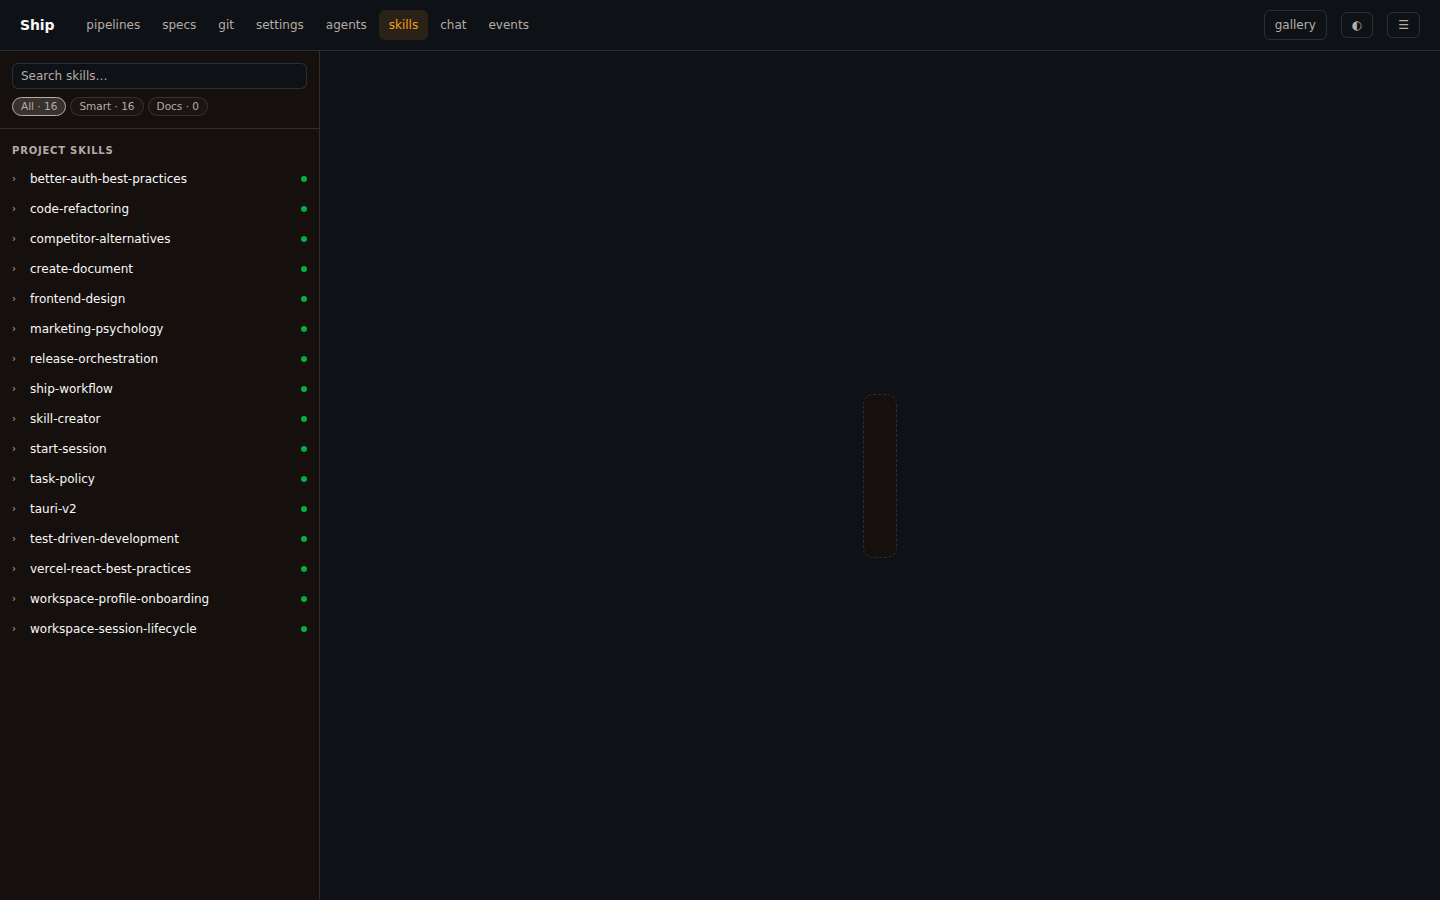 Ship pipelines specs git settings agents skills chat events gallery
Search skills...
All · 16 Smart · 16 Docs · 0
PROJECT SKILLS
better-auth-best-practices
code-refactoring
competitor-alternatives
create-document
frontend-design
marketing-psychology
release-orchestration
ship-workflow
skill-creator
start-session
task-policy
tauri-v2
test-driven-development
vercel-react-best-practices
workspace-profile-onboarding
workspace-session-lifecycle